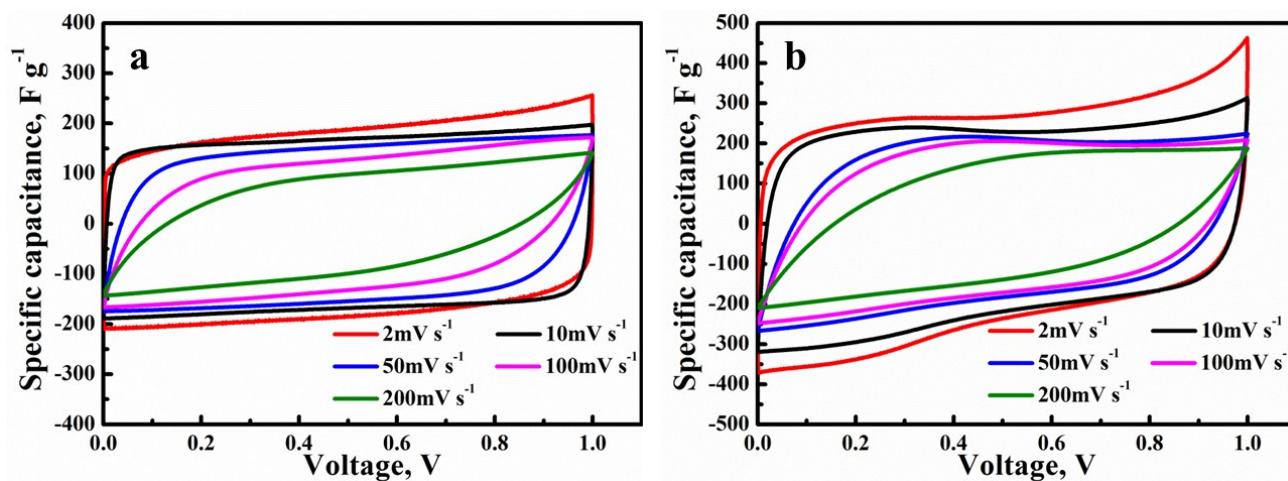 a
Specific capacitance, F g⁻¹
400
300
200
100
0
-100
-200
-300
-400
0.0 0.2 0.4 0.6 0.8 1.0
Voltage, V
2mV s⁻¹ 10mV s⁻¹
50mV s⁻¹ 100mV s⁻¹
200mV s⁻¹
b
Specific capacitance, F g⁻¹
500
400
300
200
100
0
-100
-200
-300
-400
-500
0.0 0.2 0.4 0.6 0.8 1.0
Voltage, V
2mV s⁻¹ 10mV s⁻¹
50mV s⁻¹ 100mV s⁻¹
200mV s⁻¹